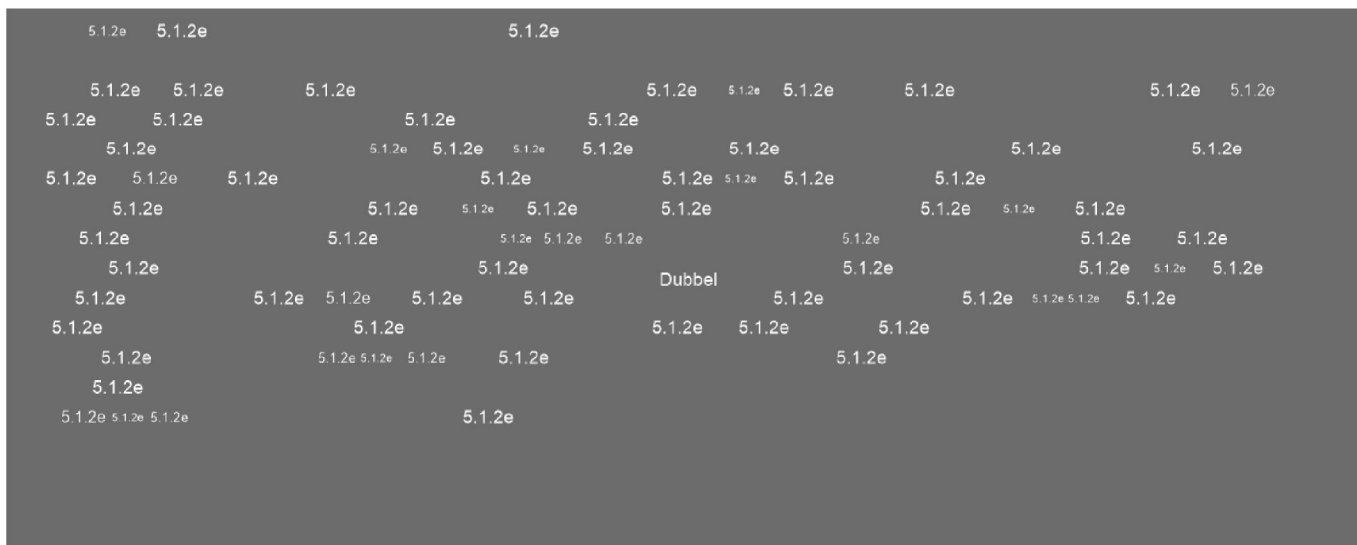 5.1.2e 5.1.2e 5.1.2e
5.1.2e 5.1.2e 5.1.2e 5.1.2e 5.1.2e 5.1.2e 5.1.2e 5.1.2e 5.1.2e
5.1.2e 5.1.2e 5.1.2e 5.1.2e
5.1.2e 5.1.2e 5.1.2e 5.1.2e 5.1.2e 5.1.2e 5.1.2e 5.1.2e
5.1.2e 5.1.2e 5.1.2e 5.1.2e 5.1.2e 5.1.2e 5.1.2e 5.1.2e
5.1.2e 5.1.2e 5.1.2e 5.1.2e 5.1.2e 5.1.2e 5.1.2e 5.1.2e
5.1.2e 5.1.2e 5.1.2e 5.1.2e 5.1.2e 5.1.2e 5.1.2e 5.1.2e
5.1.2e 5.1.2e 5.1.2e 5.1.2e 5.1.2e 5.1.2e
Dubbel
5.1.2e 5.1.2e 5.1.2e 5.1.2e 5.1.2e 5.1.2e 5.1.2e 5.1.2e 5.1.2e 5.1.2e
5.1.2e 5.1.2e 5.1.2e 5.1.2e 5.1.2e
5.1.2e 5.1.2e 5.1.2e 5.1.2e 5.1.2e 5.1.2e
5.1.2e
5.1.2e 5.1.2e 5.1.2e 5.1.2e